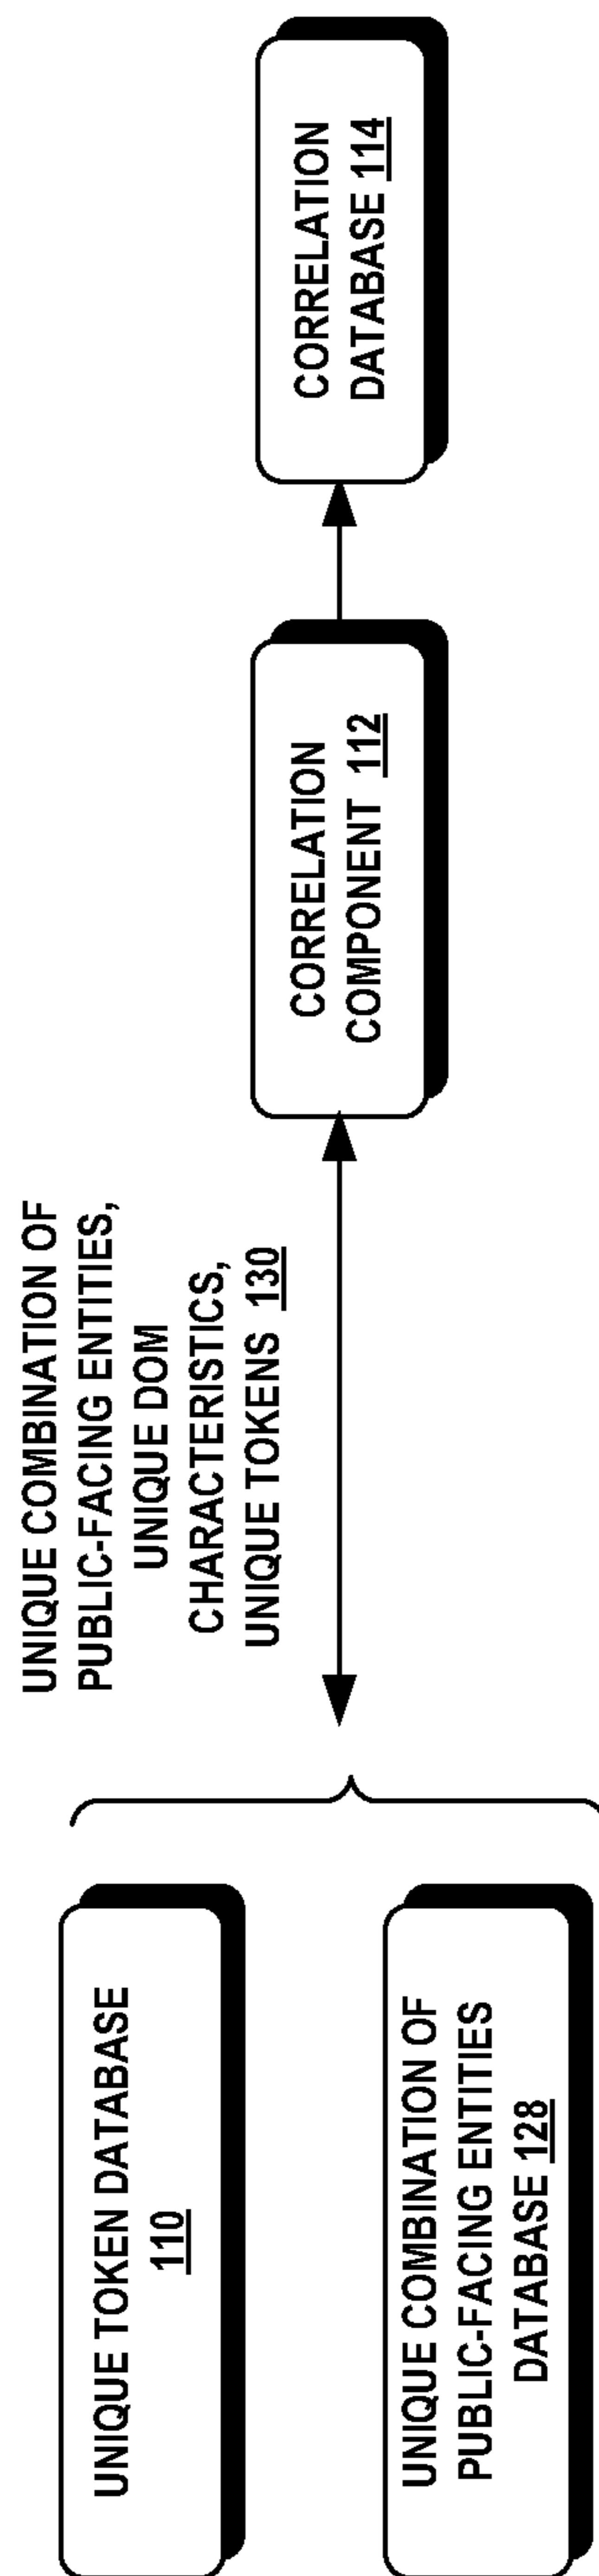 UNIQUE TOKEN DATABASE
110
UNIQUE COMBINATION OF
PUBLIC-FACING ENTITIES
DATABASE 128
UNIQUE COMBINATION OF
PUBLIC-FACING ENTITIES,
UNIQUE DOM
CHARACTERISTICS,
UNIQUE TOKENS 130
CORRELATION
COMPONENT 112
CORRELATION
DATABASE 114